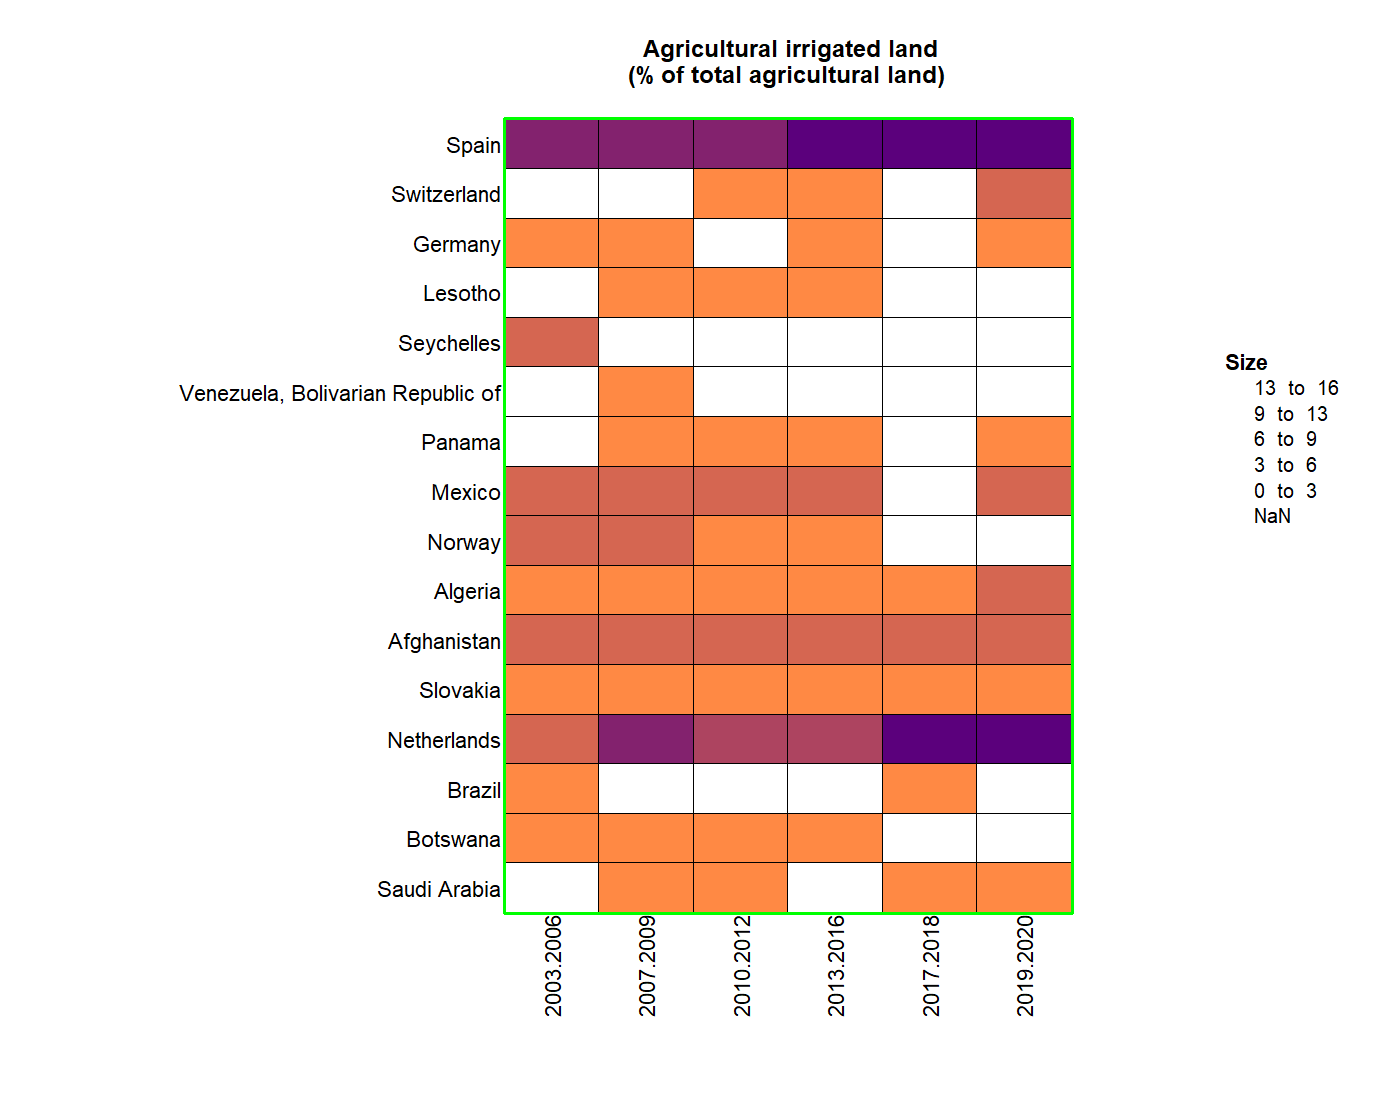 Agricultural irrigated land
(% of total agricultural land)
Spain
Switzerland
Germany
Lesotho
Seychelles
Venezuela, Bolivarian Republic of
Panama
Mexico
Norway
Algeria
Afghanistan
Slovakia
Netherlands
Brazil
Botswana
Saudi Arabia
2003.2006
2007.2009
2010.2012
2013.2016
2017.2018
2019.2020
Size
13 to 16
9 to 13
6 to 9
3 to 6
0 to 3
NaN